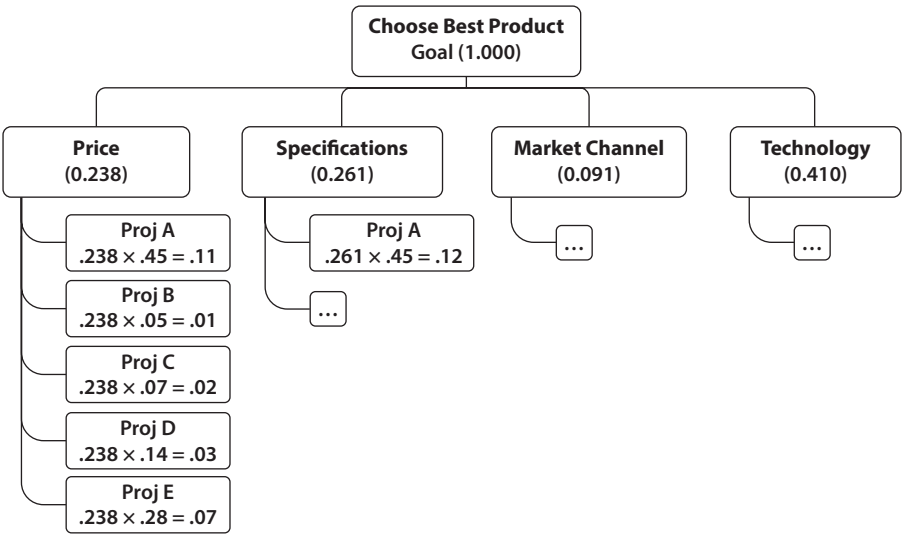 Choose Best Product
Goal (1.000)
Price
(0.238)
Specifications
(0.261)
Market Channel
(0.091)
Technology
(0.410)
Proj A
.238 × .45 = .11
Proj B
.238 × .05 = .01
Proj C
.238 × .07 = .02
Proj D
.238 × .14 = .03
Proj E
.238 × .28 = .07
Proj A
.261 × .45 = .12
...
...
...